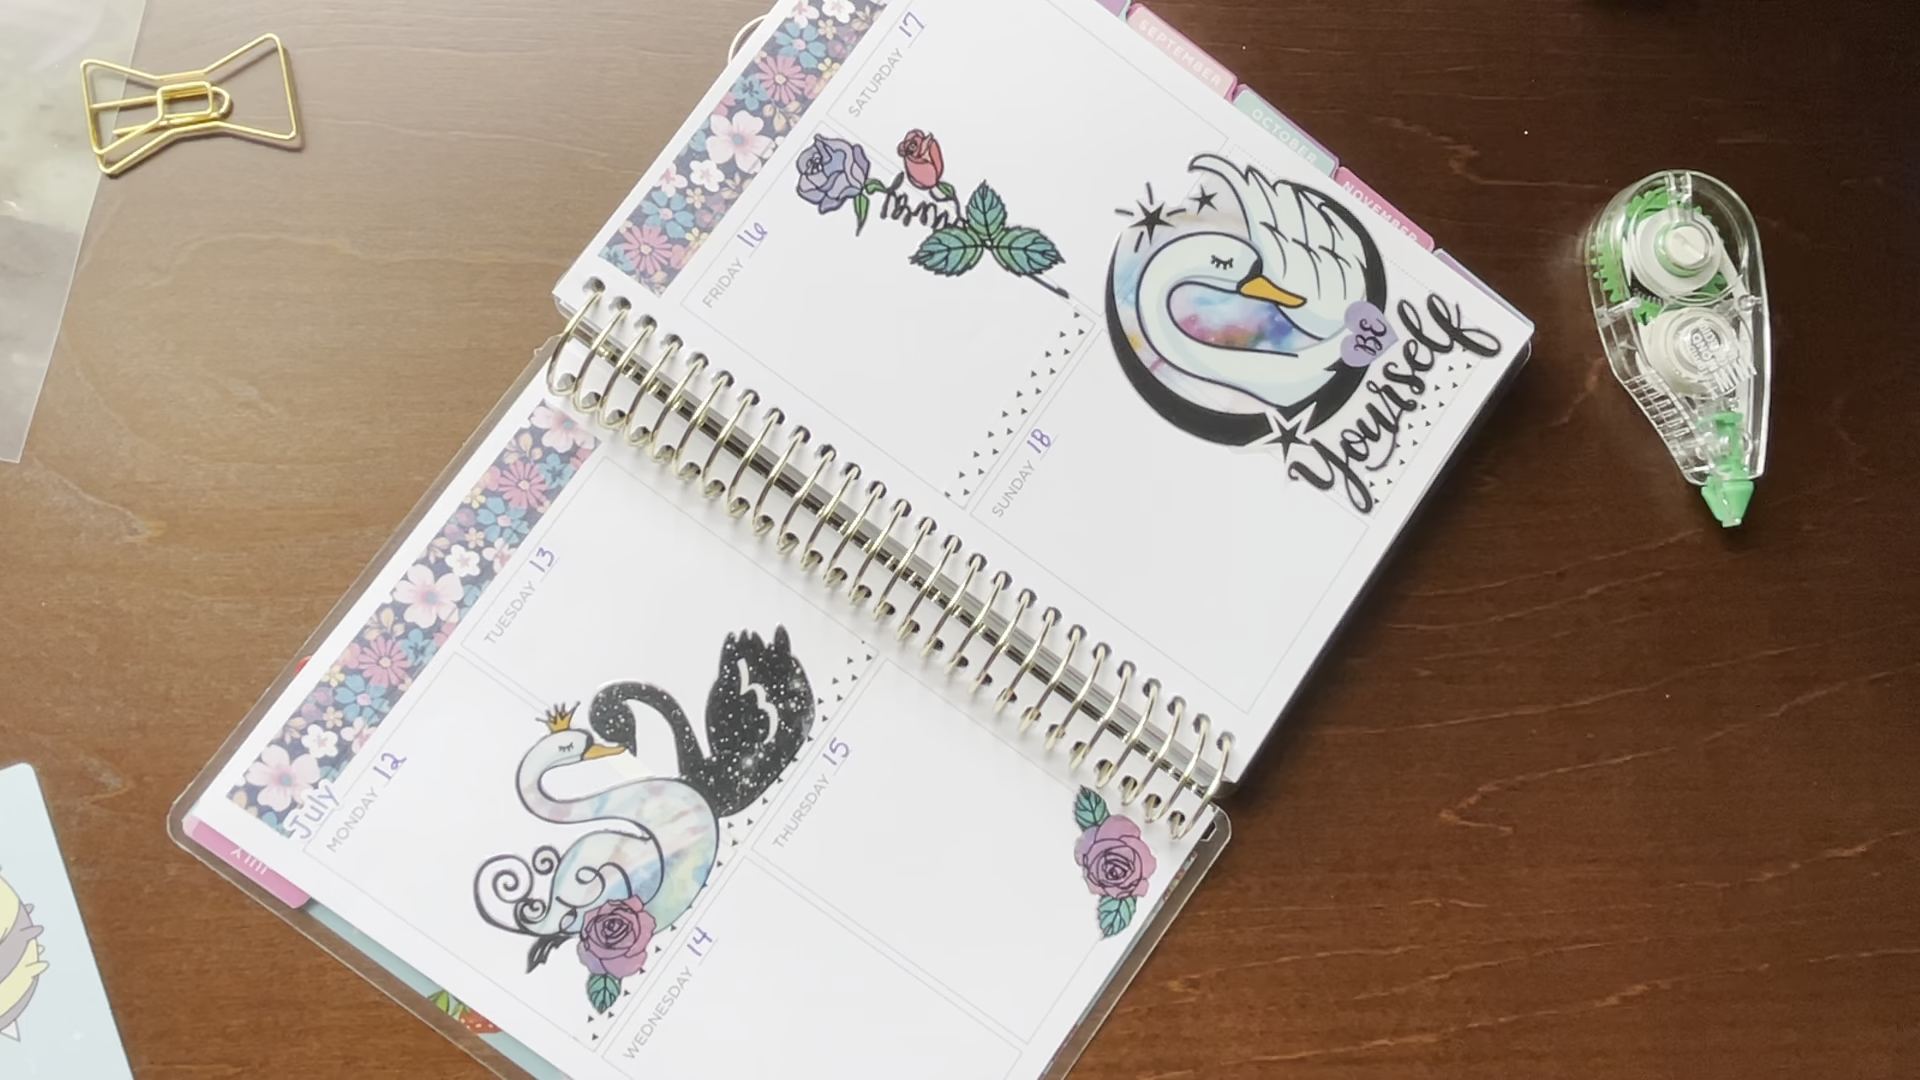 July
MONDAY 12
TUESDAY 13
WEDNESDAY 14
THURSDAY 15
FRIDAY 16
SATURDAY 17
SUNDAY 18
BE
Yourself
SEPTEMBER
OCTOBER
NOVEMBER